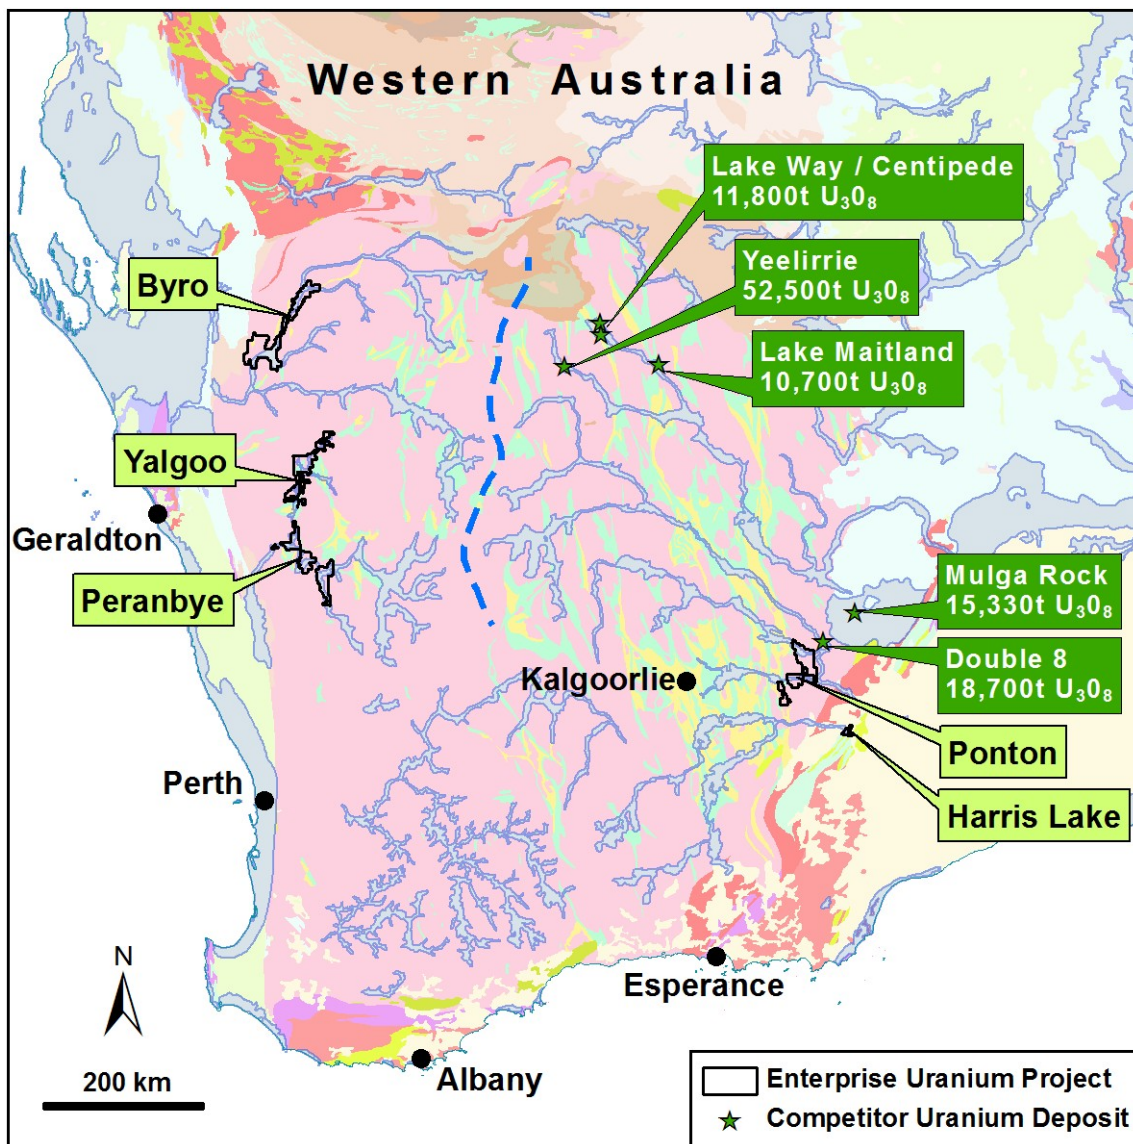 Western Australia
Lake Way / Centipede
11,800t U₃0₈
Yeelirrie
52,500t U₃0₈
Byro
Lake Maitland
10,700t U₃0₈
Yalgoo
Geraldton
Peranbye
Mulga Rock
15,330t U₃0₈
Double 8
18,700t U₃0₈
Kalgoorlie
Ponton
Perth
Harris Lake
N
Esperance
200 km
Albany
Enterprise Uranium Project
Competitor Uranium Deposit